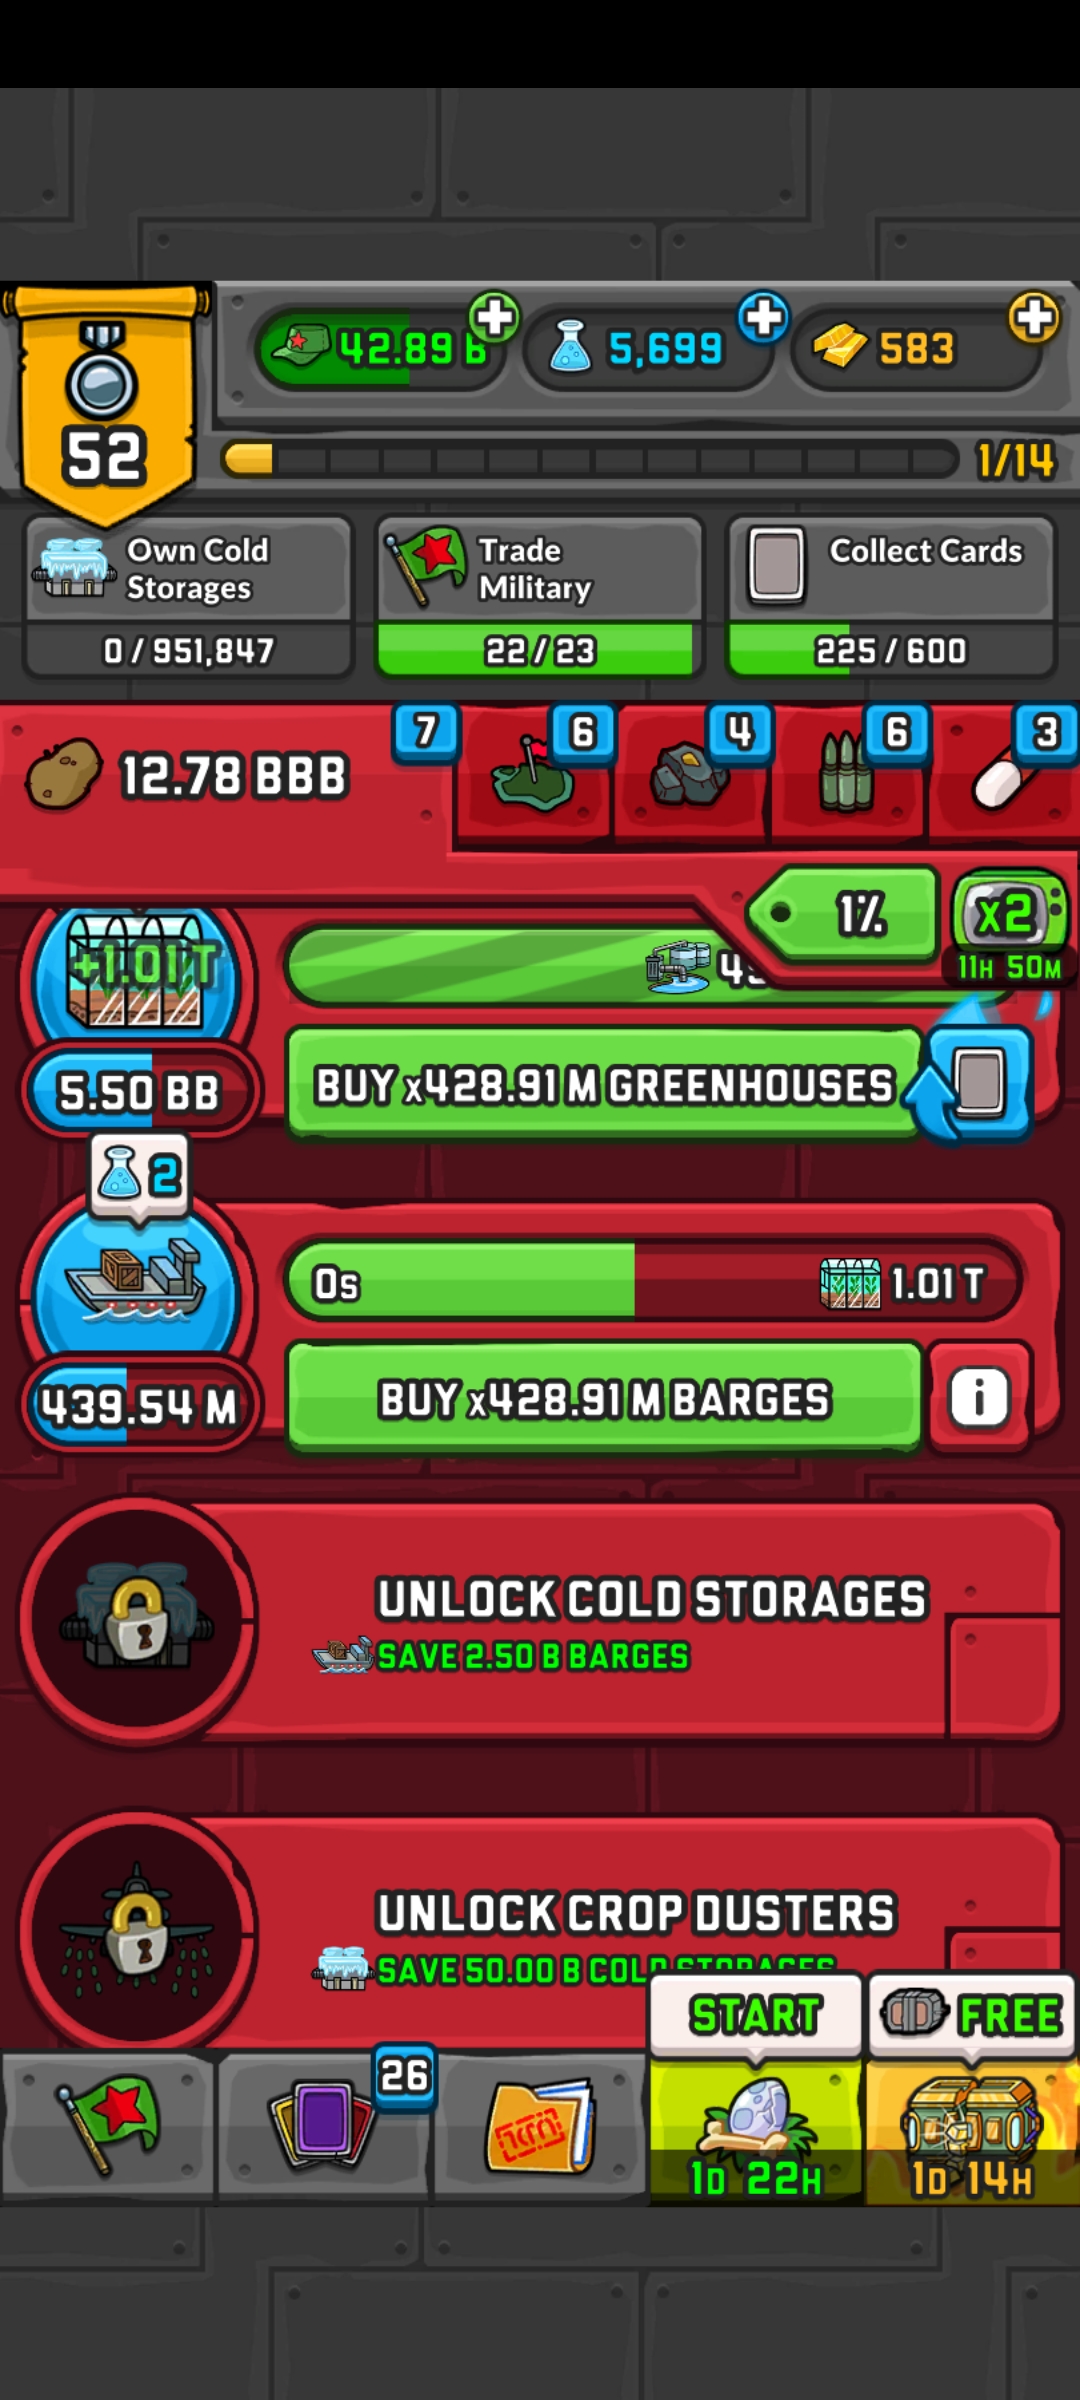 42.89 B
5,699
583
52
1/14
Own Cold
Storages
0 / 951,847
Trade
Military
22 / 23
Collect Cards
225 / 600
12.78 BBB
7
6
4
6
3
1%
x2
11H 50M
+1.01 T
5.50 BB
BUY x428.91 M GREENHOUSES
2
0s
1.01 T
439.54 M
BUY x428.91 M BARGES
i
UNLOCK COLD STORAGES
SAVE 2.50 B BARGES
UNLOCK CROP DUSTERS
SAVE 50.00 B COLD STORAGES
START
FREE
26
1D 22H
1D 14H